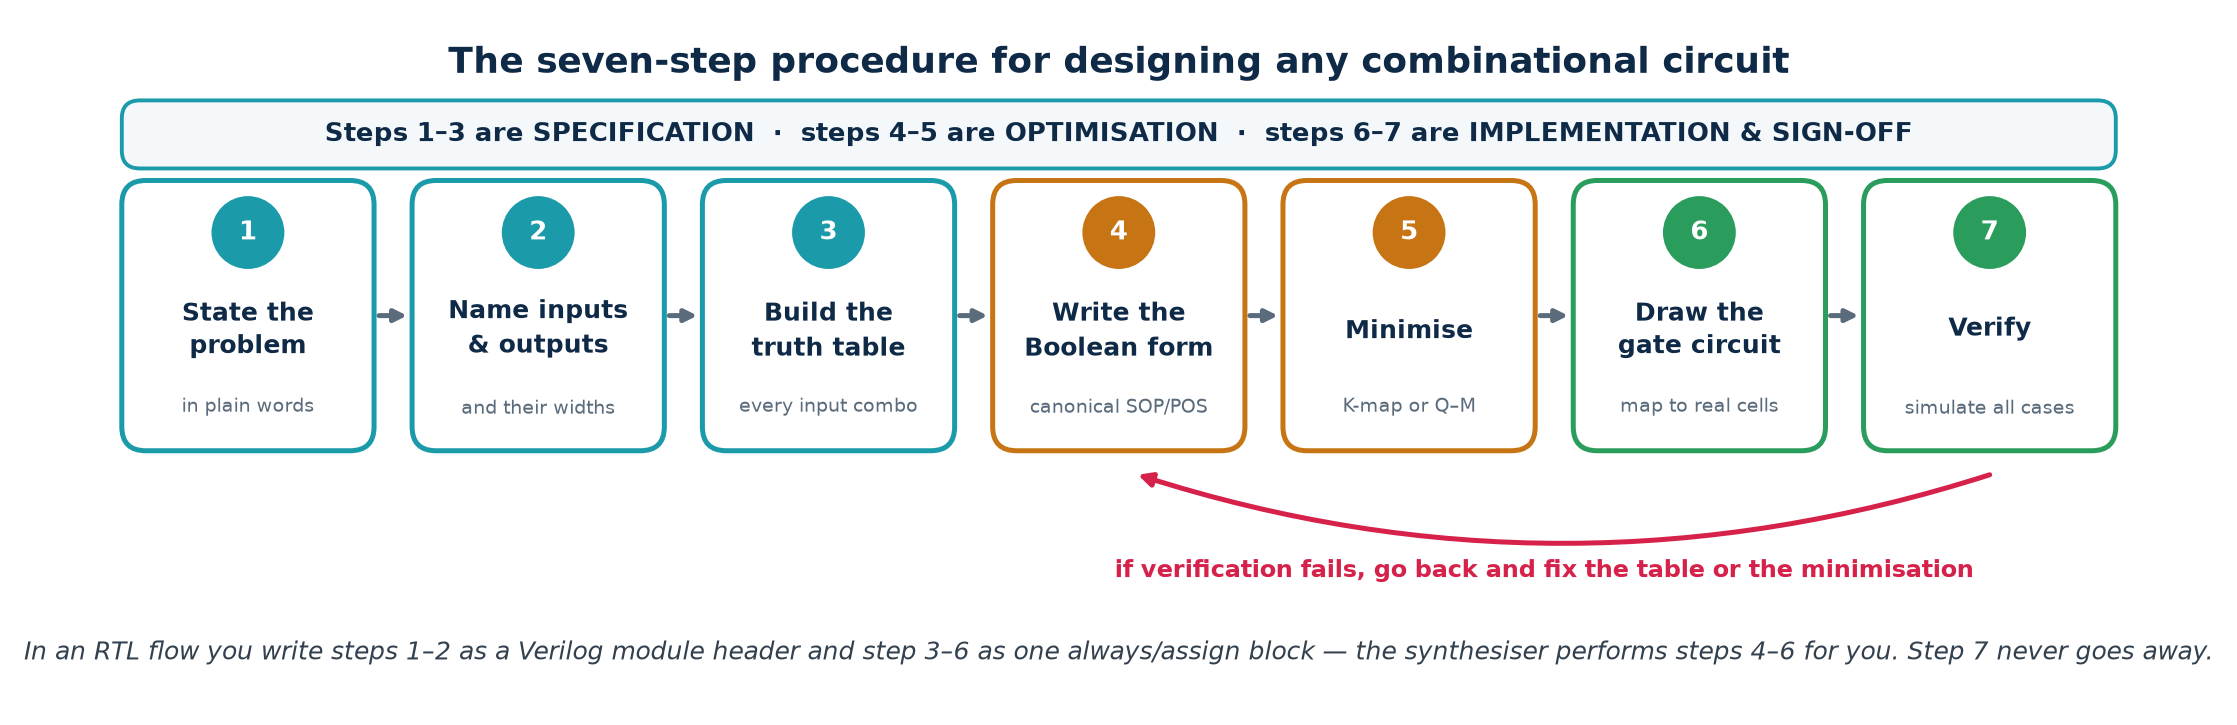 The seven-step procedure for designing any combinational circuit
Steps 1–3 are SPECIFICATION · steps 4–5 are OPTIMISATION · steps 6–7 are IMPLEMENTATION & SIGN-OFF
1
State the
problem
in plain words
2
Name inputs
& outputs
and their widths
3
Build the
truth table
every input combo
4
Write the
Boolean form
canonical SOP/POS
5
Minimise
K-map or Q–M
6
Draw the
gate circuit
map to real cells
7
Verify
simulate all cases
if verification fails, go back and fix the table or the minimisation
In an RTL flow you write steps 1–2 as a Verilog module header and step 3–6 as one always/assign block — the synthesiser performs steps 4–6 for you. Step 7 never goes away.